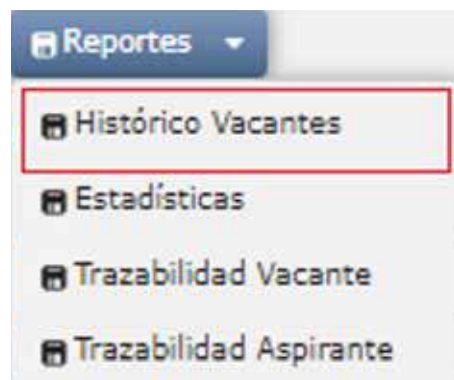 Reportes
Histórico Vacantes
Estadísticas
Trazabilidad Vacante
Trazabilidad Aspirante